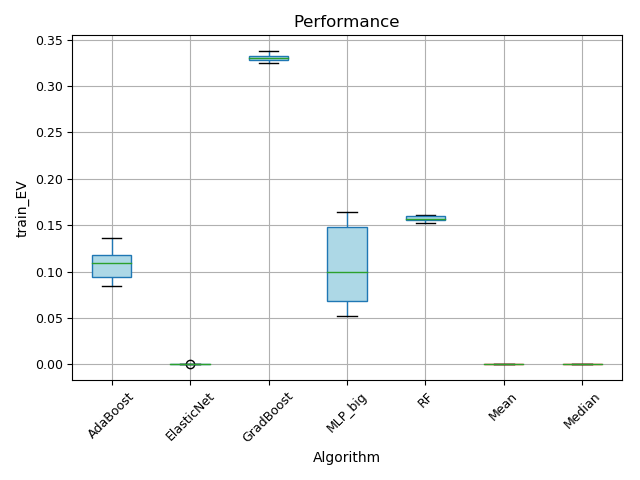 Performance
0.35
0.30
0.25
0.20
0.15
0.10
0.05
0.00
train_EV
AdaBoost
ElasticNet
GradBoost
MLP_big
RF
Mean
Median
Algorithm